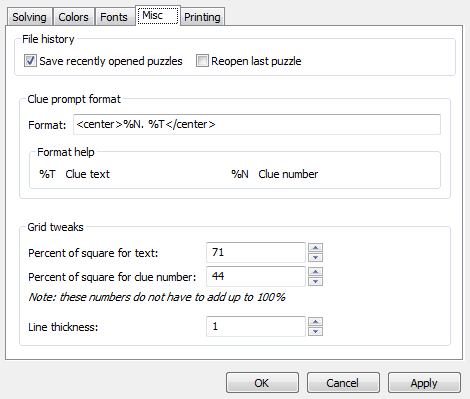 Solving Colors Fonts Misc Printing
File history
Save recently opened puzzles Reopen last puzzle
Clue prompt format
Format: <center>%N. %T</center>
Format help
%T Clue text %N Clue number
Grid tweaks
Percent of square for text: 71
Percent of square for clue number: 44
Note: these numbers do not have to add up to 100%
Line thickness: 1
OK Cancel Apply